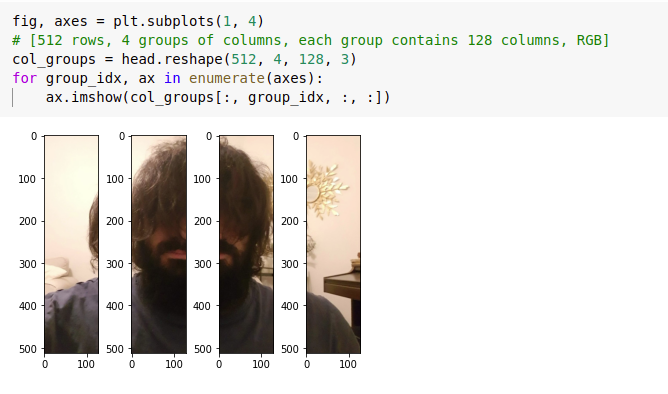 fig, axes = plt.subplots(1, 4)
# [512 rows, 4 groups of columns, each group contains 128 columns, RGB]
col_groups = head.reshape(512, 4, 128, 3)
for group_idx, ax in enumerate(axes):
    ax.imshow(col_groups[:, group_idx, :, :])
0 0 0 0
100 100 100 100
200 200 200 200
300 300 300 300
400 400 400 400
500 500 500 500
0 100 0 100 0 100 0 100